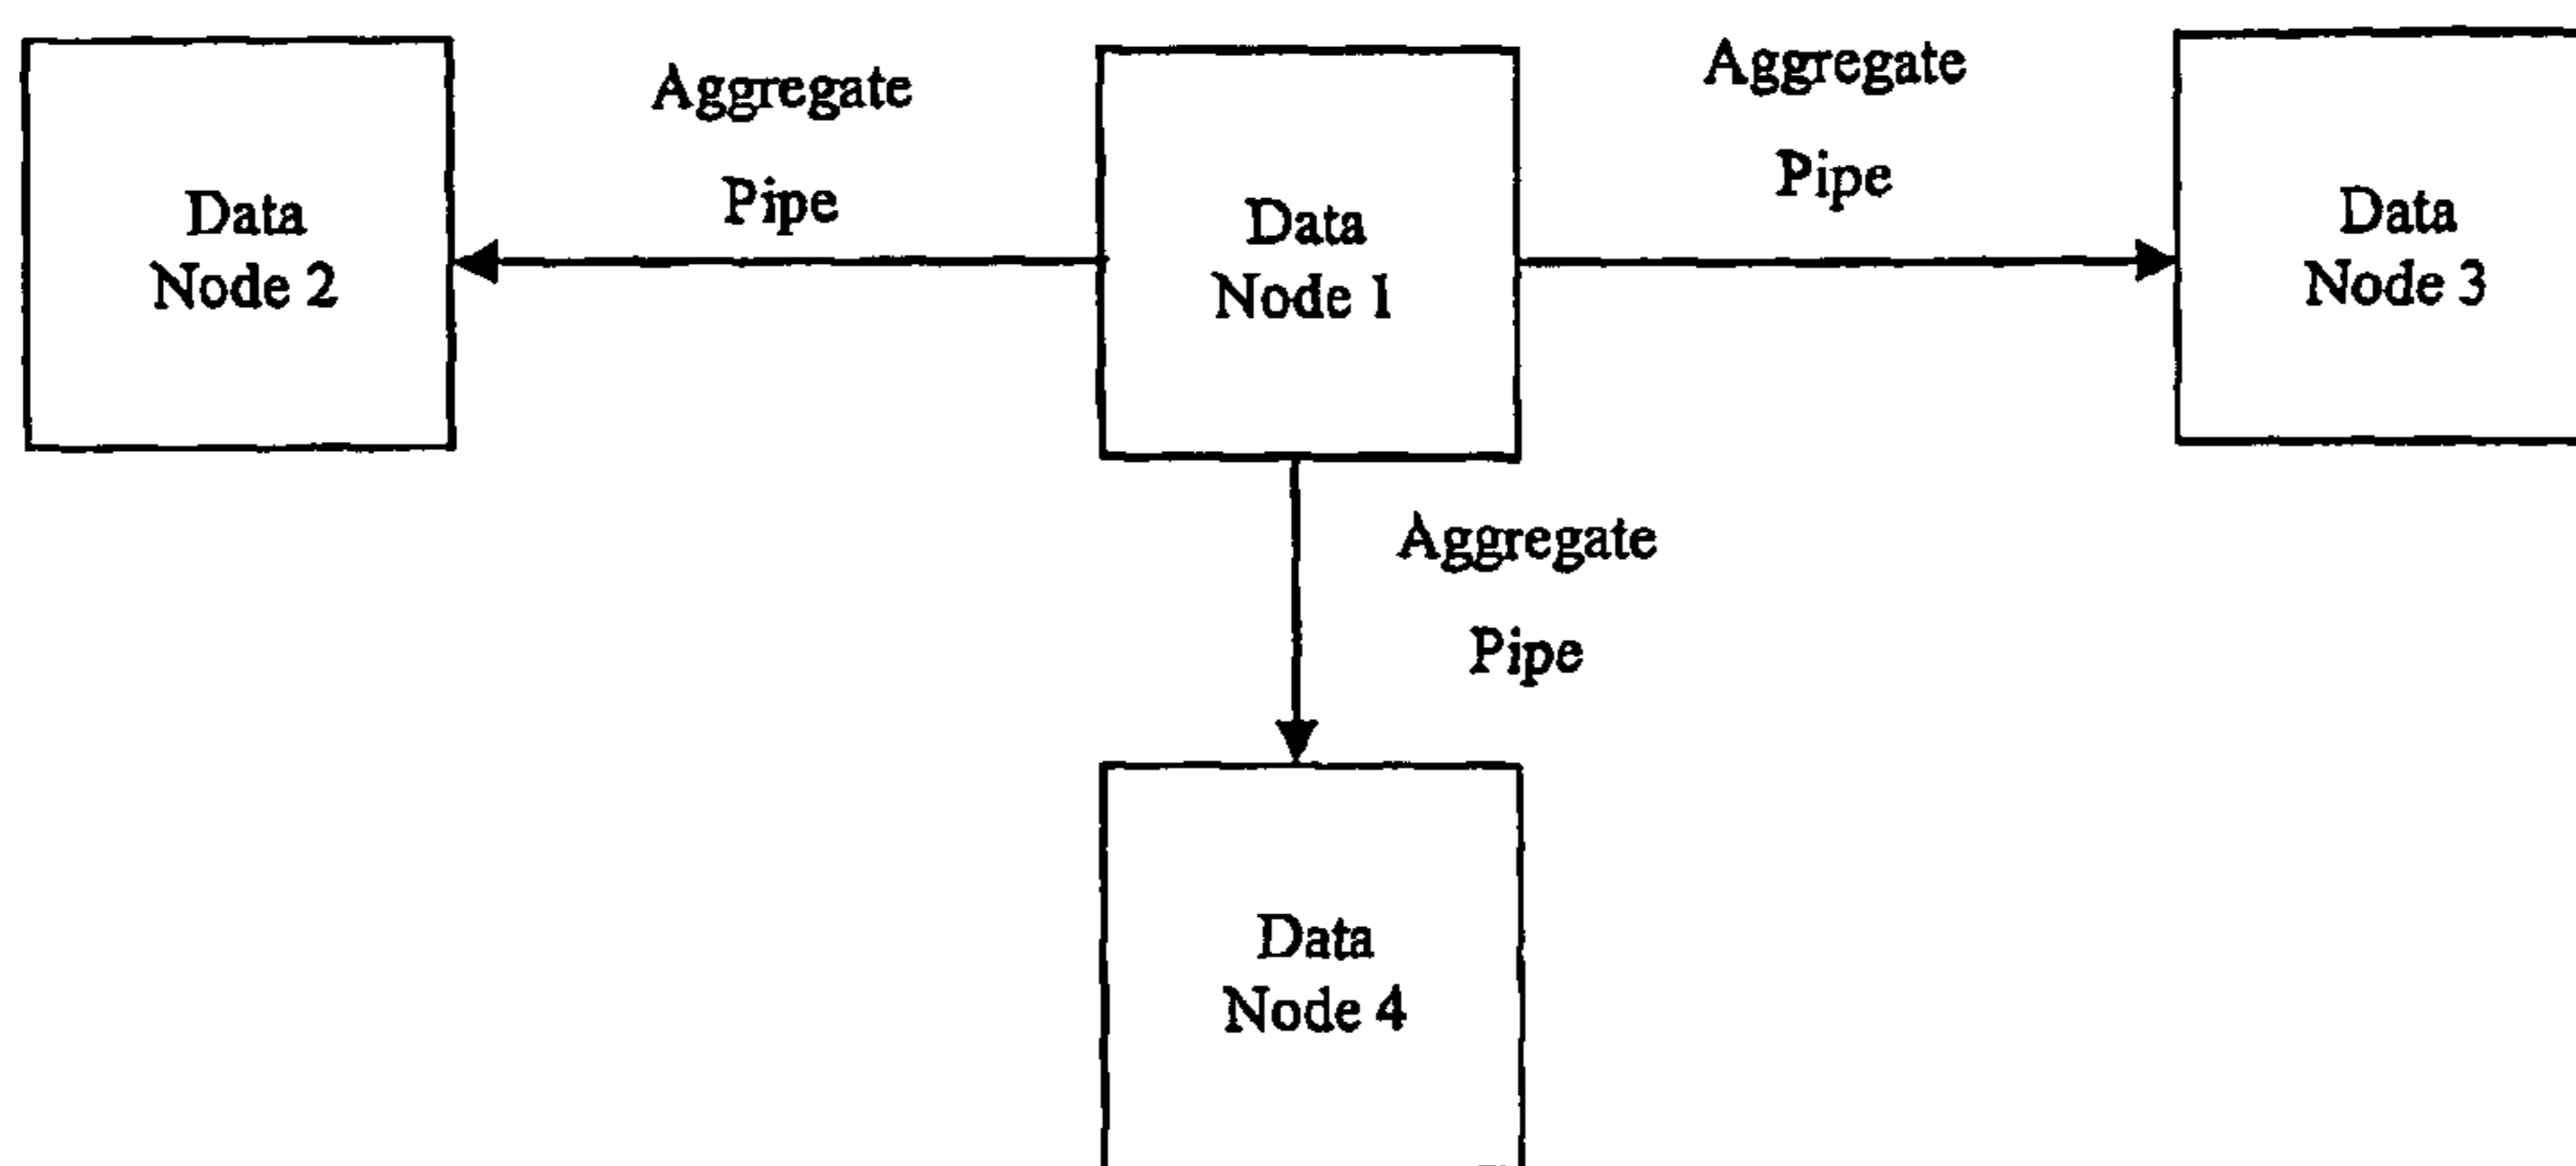 Aggregate
Pipe
Aggregate
Pipe
Data
Node 2
Data
Node 1
Data
Node 3
Aggregate
Pipe
Data
Node 4